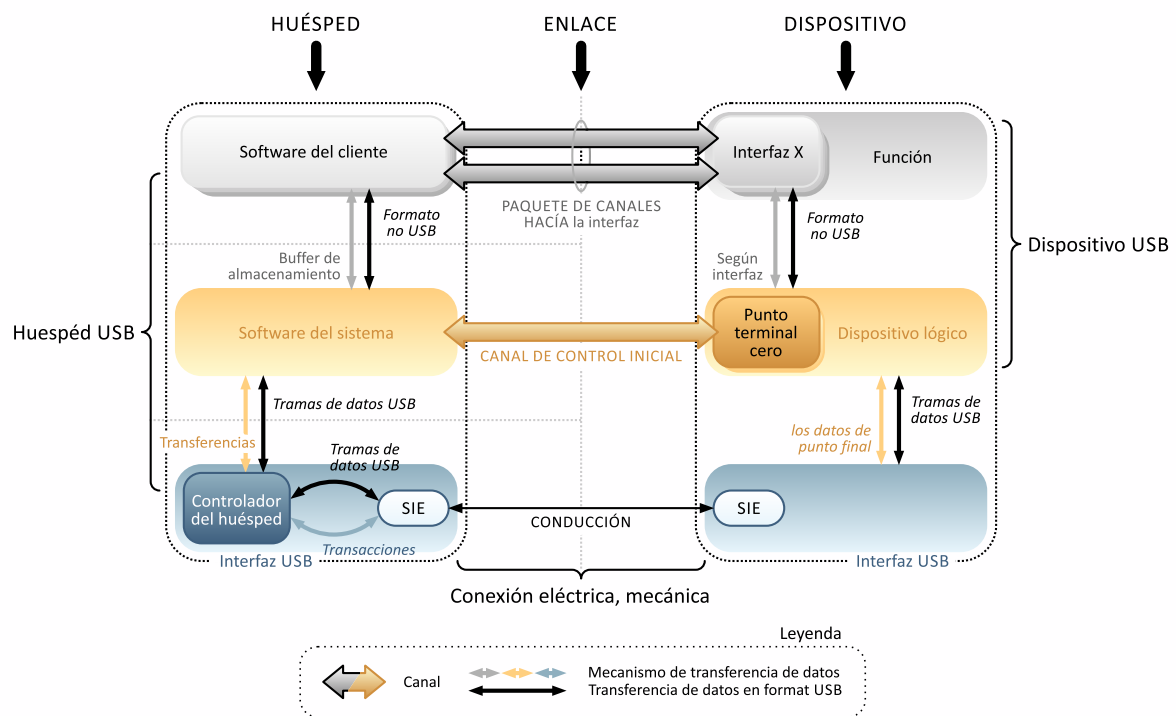 HUÉSPED
ENLACE
DISPOSITIVO
Software del cliente
Interfaz X
Función
PAQUETE DE CANALES
HACÍA la interfaz
Formato
no USB
Formato
no USB
Buffer de
almacenamiento
Según
interfaz
Dispositivo USB
Huespéd USB
Software del sistema
CANAL DE CONTROL INICIAL
Punto
terminal
cero
Dispositivo lógico
Tramas de datos USB
Transferencias
Tramas de
datos USB
los datos de
punto final
Tramas de
datos USB
Controlador
del huésped
SIE
Transacciones
CONDUCCIÓN
SIE
Interfaz USB
Interfaz USB
Conexión eléctrica, mecánica
Leyenda
Canal
Mecanismo de transferencia de datos
Transferencia de datos en format USB